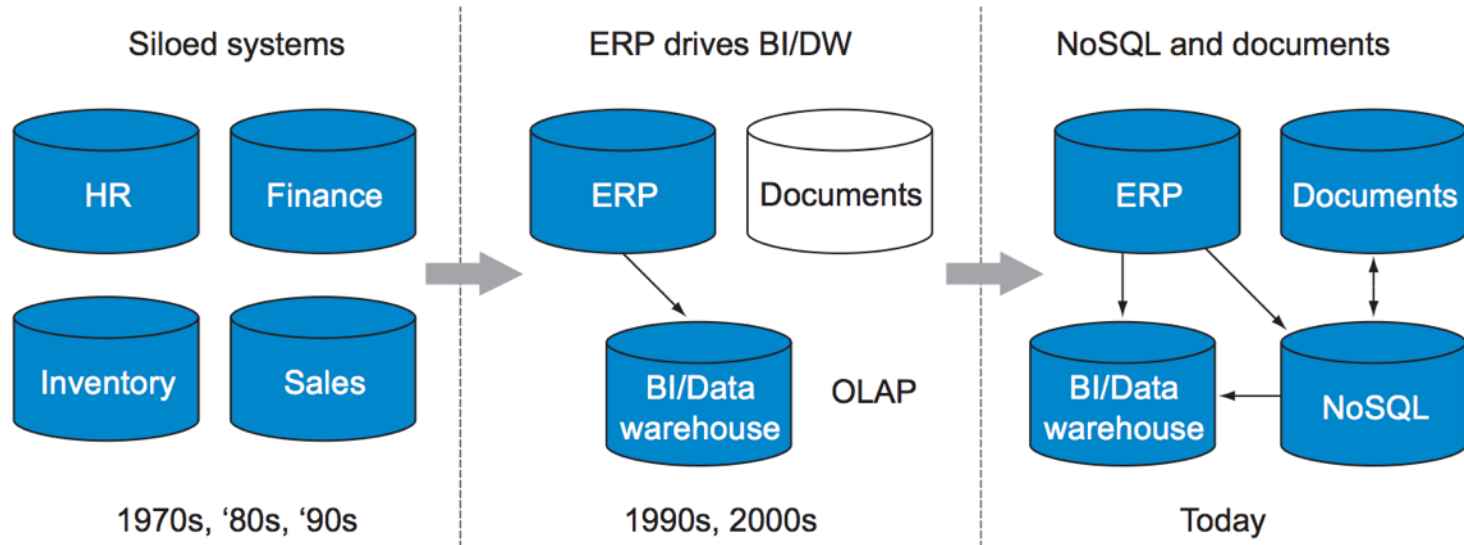 Siloed systems
HR
Finance
Inventory
Sales
1970s, ‘80s, ‘90s
ERP drives BI/DW
ERP
Documents
BI/Data
warehouse
OLAP
1990s, 2000s
NoSQL and documents
ERP
Documents
BI/Data
warehouse
NoSQL
Today